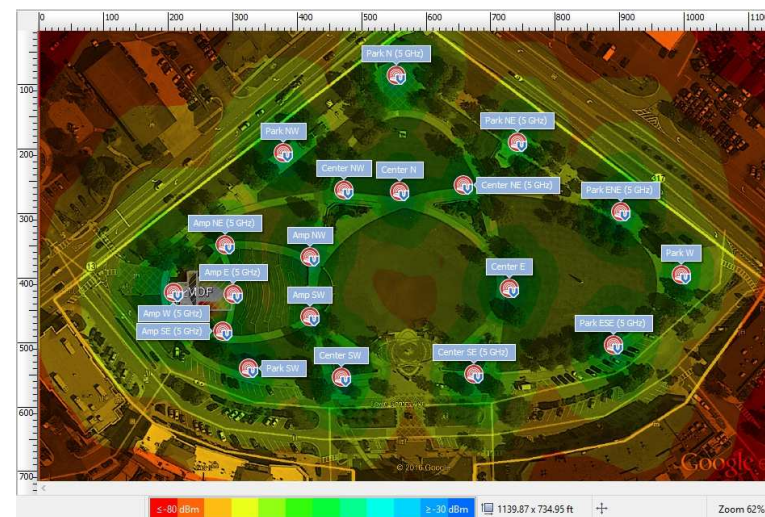 0 100 200 300 400 500 600 700 800 900 1000 110
100
200
300
400
500
600
700
Park N (5 GHz)
Park NE (5 GHz)
Park NW
Center NW
Center N
Center NE (5 GHz)
Park ENE (5 GHz)
Amp NE (5 GHz)
Amp NW
Park W
Center E
Amp E (5 GHz)
MDF
Amp SW
Amp W (5 GHz)
Amp SE (5 GHz)
Park ESE (5 GHz)
Center SW
Center SE (5 GHz)
Park SW
© 2016 Google
Google e
≤-80 dBm
≥-30 dBm
1139.87 x 734.95 ft
Zoom 62%